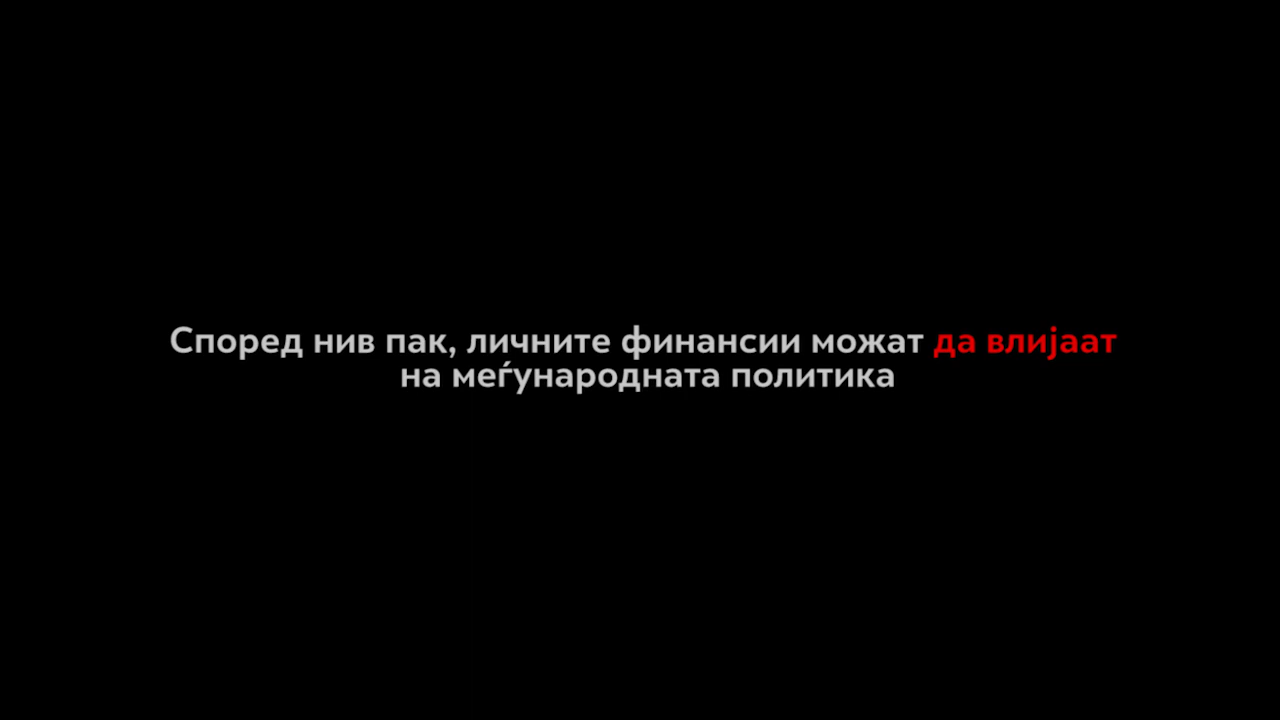 Според нив пак, личните финансии можат да влијаат
на меѓународната политика